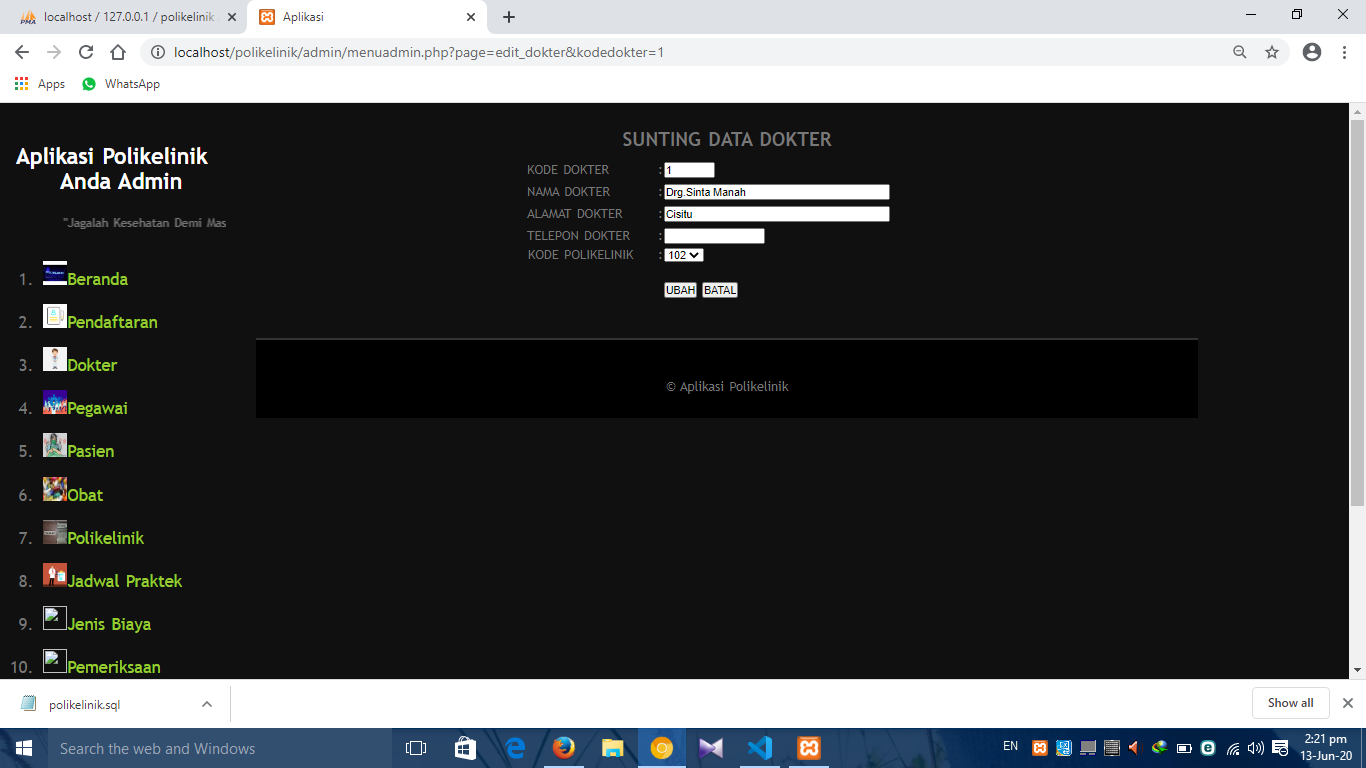 localhost / 127.0.0.1 / polikelinik
Aplikasi
localhost/polikelinik/admin/menuadmin.php?page=edit_dokter&kodedokter=1
Apps
WhatsApp
Aplikasi Polikelinik
Anda Admin
"Jagalah Kesehatan Demi Mas
1. Beranda
2. Pendaftaran
3. Dokter
4. Pegawai
5. Pasien
6. Obat
7. Polikelinik
8. Jadwal Praktek
9. Jenis Biaya
10. Pemeriksaan
SUNTING DATA DOKTER
KODE DOKTER : 1
NAMA DOKTER : Drg.Sinta Manah
ALAMAT DOKTER : Cisitu
TELEPON DOKTER :
KODE POLIKELINIK : 102
UBAH BATAL
© Aplikasi Polikelinik
polikelinik.sql
Show all
Search the web and Windows
EN
2:21 pm
13-Jun-20